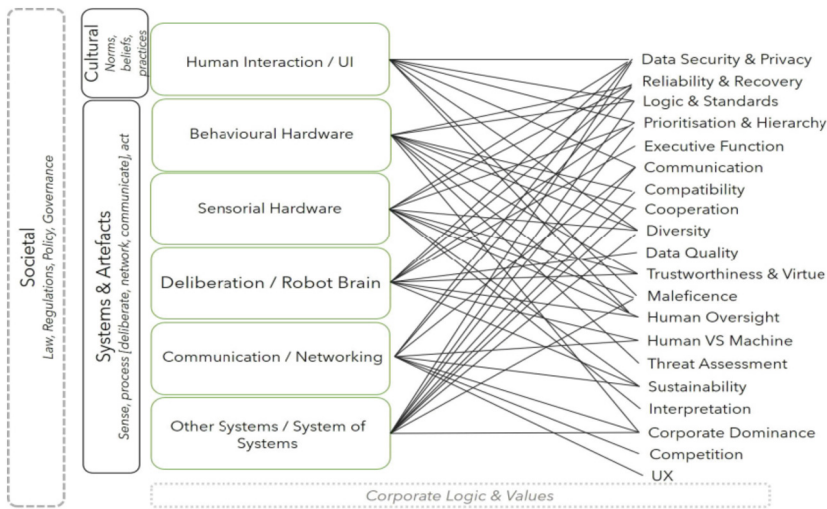 Societal
Law, Regulations, Policy, Governance
Cultural
Norms,
beliefs,
practices
Systems & Artefacts
Sense, process [deliberate, network, communicate], act
Human Interaction / UI
Behavioural Hardware
Sensorial Hardware
Deliberation / Robot Brain
Communication / Networking
Other Systems / System of
Systems
Data Security & Privacy
Reliability & Recovery
Logic & Standards
Prioritisation & Hierarchy
Executive Function
Communication
Compatibility
Cooperation
Diversity
Data Quality
Trustworthiness & Virtue
Maleficence
Human Oversight
Human VS Machine
Threat Assessment
Sustainability
Interpretation
Corporate Dominance
Competition
UX
Corporate Logic & Values